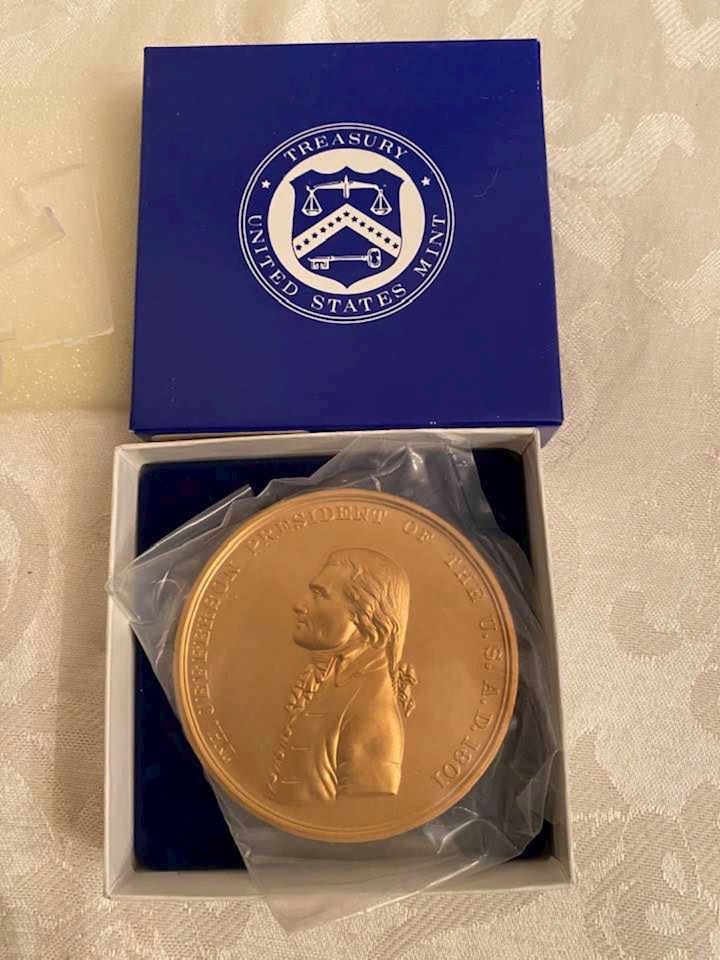 TREASURY
UNITED STATES MINT
TH. JEFFERSON PRESIDENT OF THE U.S. A.D. 1801